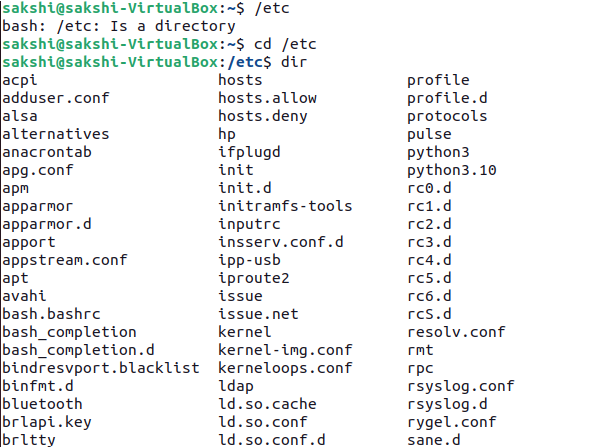 sakshi@sakshi-VirtualBox:~$ /etc
bash: /etc: Is a directory
sakshi@sakshi-VirtualBox:~$ cd /etc
sakshi@sakshi-VirtualBox:/etc$ dir
acpi hosts profile
adduser.conf hosts.allow profile.d
alsa hosts.deny protocols
alternatives hp pulse
anacrontab ifplugd python3
apg.conf init python3.10
apm init.d rc0.d
apparmor initramfs-tools rc1.d
apparmor.d inputrc rc2.d
apport insserv.conf.d rc3.d
appstream.conf ipp-usb rc4.d
apt iproute2 rc5.d
avahi issue rc6.d
bash.bashrc issue.net rcS.d
bash_completion kernel resolv.conf
bash_completion.d kernel-img.conf rmt
bindresvport.blacklist kerneloops.conf rpc
binfmt.d ldap rsyslog.conf
bluetooth ld.so.cache rsyslog.d
brlapi.key ld.so.conf rygel.conf
brltty ld.so.conf.d sane.d